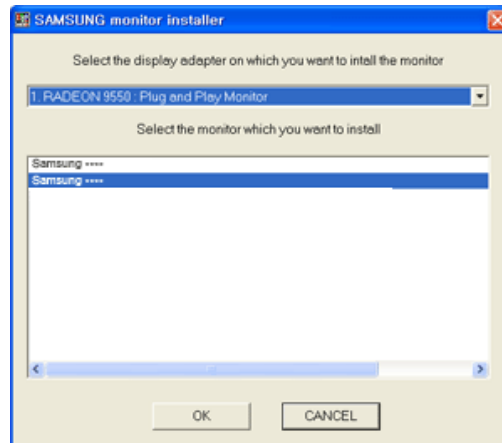 SAMSUNG monitor installer
Select the display adapter on which you want to intall the monitor
1. RADEON 9550 : Plug and Play Monitor
Select the monitor which you want to install
Samsung ----
Samsung ----
OK
CANCEL